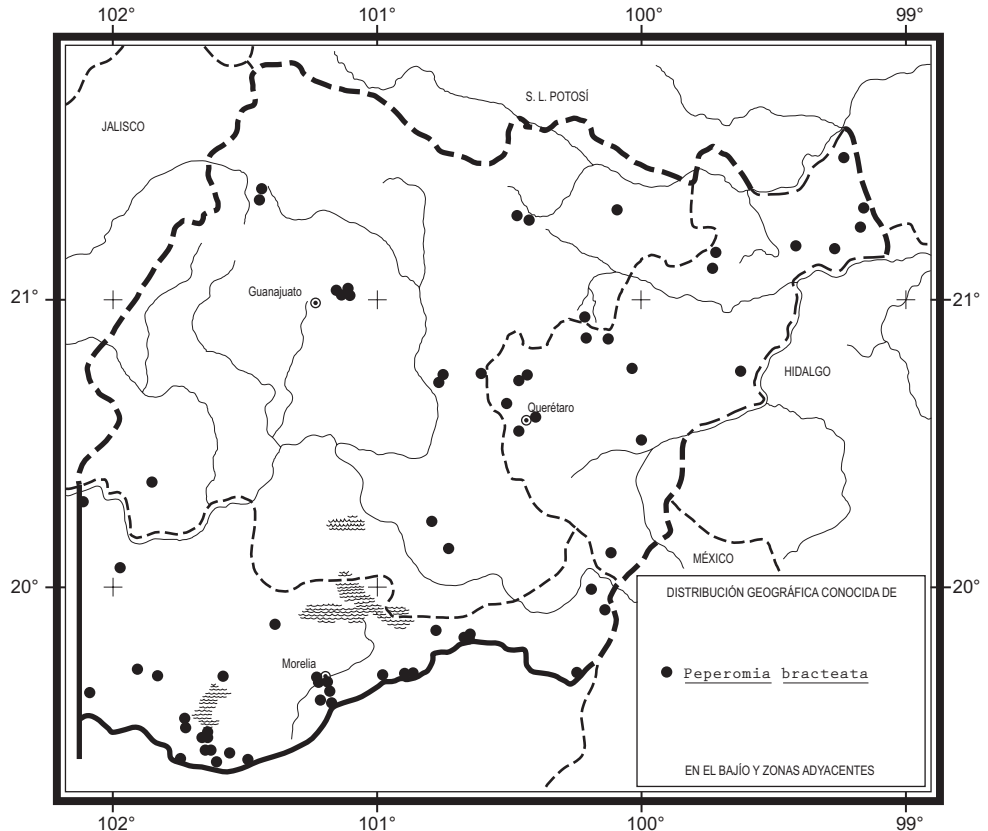 102° 101° 100° 99°
S. L. POTOSÍ
JALISCO
Guanajuato
21° 21°
HIDALGO
Querétaro
MÉXICO
20° 20°
DISTRIBUCIÓN GEOGRÁFICA CONOCIDA DE
Morelia
Peperomia bracteata
EN EL BAJÍO Y ZONAS ADYACENTES
102° 101° 100° 99°